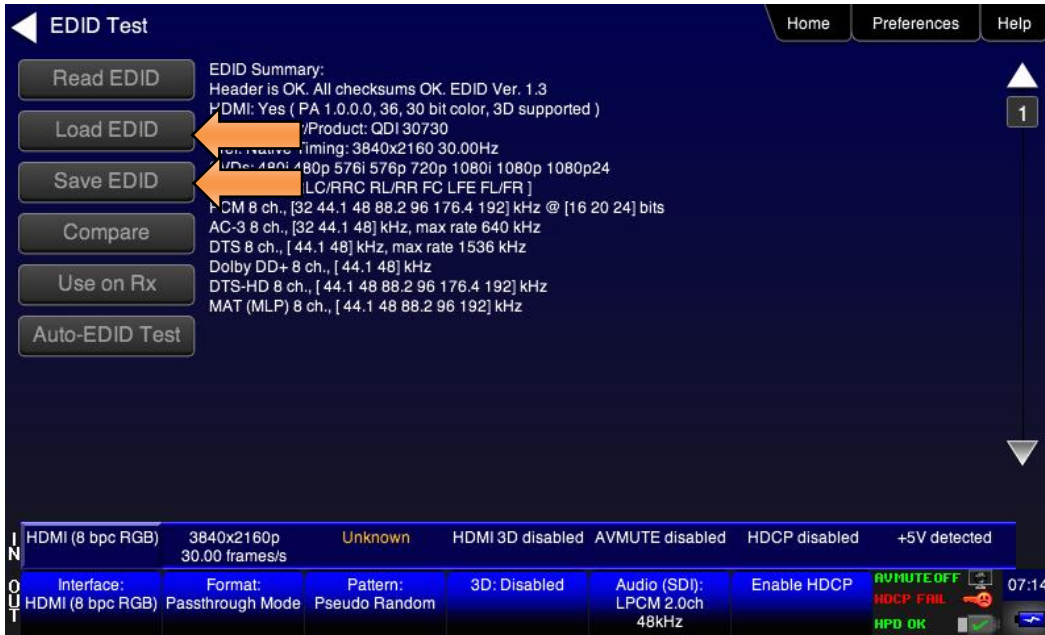 EDID Test
Home
Preferences
Help
Read EDID
Load EDID
Save EDID
Compare
Use on Rx
Auto-EDID Test
EDID Summary:
Header is OK. All checksums OK. EDID Ver. 1.3
HDMI: Yes ( PA 1.0.0.0, 36, 30 bit color, 3D supported )
/Product: QDI 30730
Timing: 3840x2160 30.00Hz
480p 576i 576p 720p 1080i 1080p 1080p24
LC/RRC RL/RR FC LFE FL/FR ]
PCM 8 ch., [32 44.1 48 88.2 96 176.4 192] kHz @ [16 20 24] bits
AC-3 8 ch., [32 44.1 48] kHz, max rate 640 kHz
DTS 8 ch., [ 44.1 48] kHz, max rate 1536 kHz
Dolby DD+ 8 ch., [ 44.1 48] kHz
DTS-HD 8 ch., [ 44.1 48 88.2 96 176.4 192] kHz
MAT (MLP) 8 ch., [ 44.1 48 88.2 96 192] kHz
1
IN
HDMI (8 bpc RGB)
3840x2160p
30.00 frames/s
Unknown
HDMI 3D disabled
AVMUTE disabled
HDCP disabled
+5V detected
OUT
Interface:
HDMI (8 bpc RGB)
Format:
Passthrough Mode
Pattern:
Pseudo Random
3D: Disabled
Audio (SDI):
LPCM 2.0ch
48kHz
Enable HDCP
AVMUTE OFF
HDCP FAIL
HPD OK
07:14